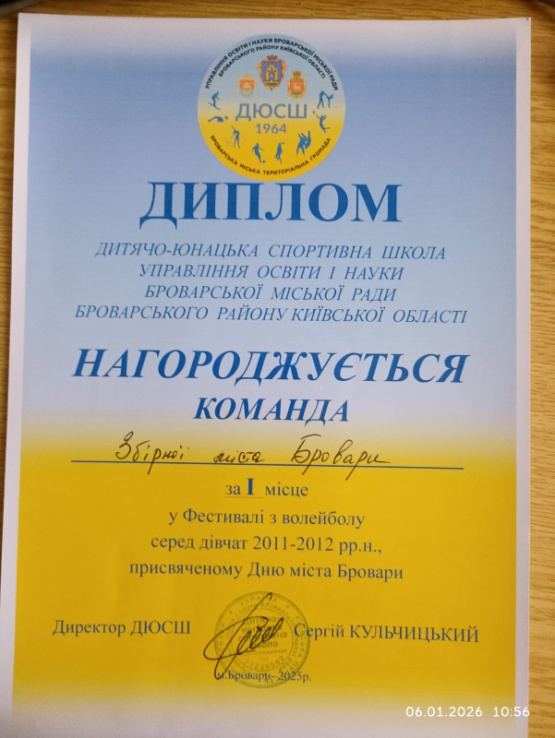 УПРАВЛІННЯ ОСВІТИ І НАУКИ БРОВАРСЬКОЇ МІСЬКОЇ РАДИ
БРОВАРСЬКОГО РАЙОНУ КИЇВСЬКОЇ ОБЛАСТІ
ДЮСШ
1964
БРОВАРСЬКА МІСЬКА ТЕРИТОРІАЛЬНА ГРОМАДА
ДИПЛОМ
ДИТЯЧО-ЮНАЦЬКА СПОРТИВНА ШКОЛА
УПРАВЛІННЯ ОСВІТИ І НАУКИ
БРОВАРСЬКОЇ МІСЬКОЇ РАДИ
БРОВАРСЬКОГО РАЙОНУ КИЇВСЬКОЇ ОБЛАСТІ
НАГОРОДЖУЄТЬСЯ
КОМАНДА
Збірної міста Бровари
за I місце
у Фестивалі з волейболу
серед дівчат 2011-2012 рр.н.,
присвяченому Дню міста Бровари
Директор ДЮСШ Сергій КУЛЬЧИЦЬКИЙ
м.Бровари- 2025р.
06.01.2026 10:56